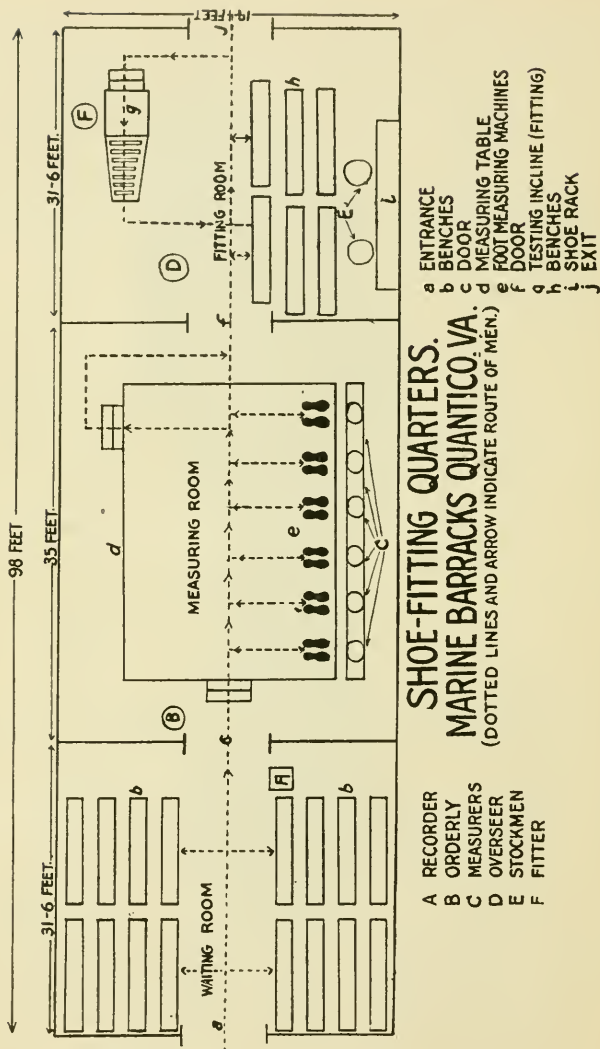 98 FEET
31-6 FEET.
35 FEET
31-6 FEET.
19-4 FEET
b
b
A
WAITING ROOM
a
c
B
d
MEASURING ROOM
e
C
f
D
F
g
FITTING ROOM
h
E
i
j
A RECORDER
B ORDERLY
C MEASURERS
D OVERSEER
E STOCKMEN
F FITTER
SHOE-FITTING QUARTERS.
MARINE BARRACKS QUANTICO. VA.
(DOTTED LINES AND ARROW INDICATE ROUTE OF MEN.)
a ENTRANCE
b BENCHES
c DOOR
d MEASURING TABLE
e FOOT MEASURING MACHINES
f DOOR
g TESTING INCLINE (FITTING)
h BENCHES
i SHOE RACK
j EXIT